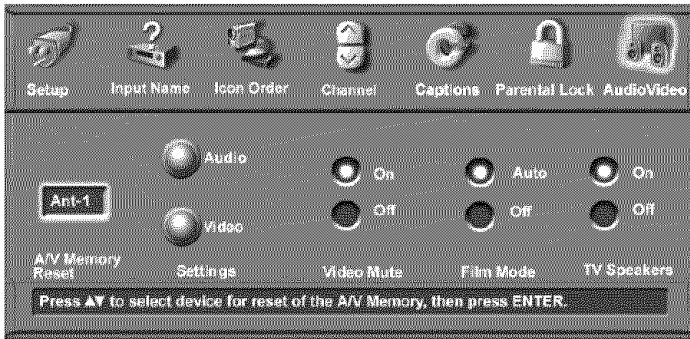 Setup Input Name Icon Order Channel Captions Parental Lock AudioVideo
Audio
On Auto On
Ant-1
Video Off Off Off
A/V Memory
Reset Settings Video Mute Film Mode TV Speakers
Press ▲▼ to select device for reset of the A/V Memory, then press ENTER.